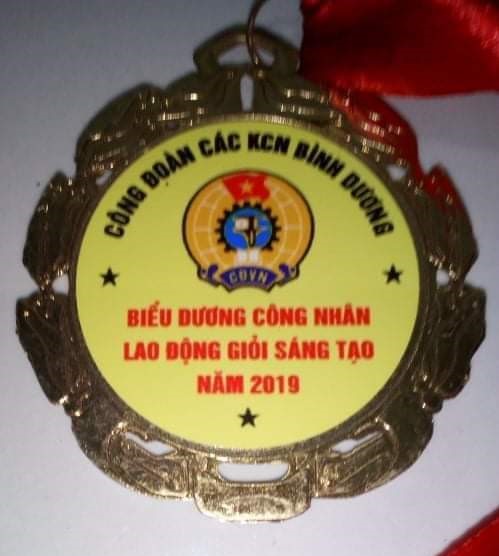 CÔNG ĐOÀN CÁC KCN BÌNH DƯƠNG
CĐVN
BIỂU DƯƠNG CÔNG NHÂN
LAO ĐỘNG GIỎI SÁNG TẠO
NĂM 2019